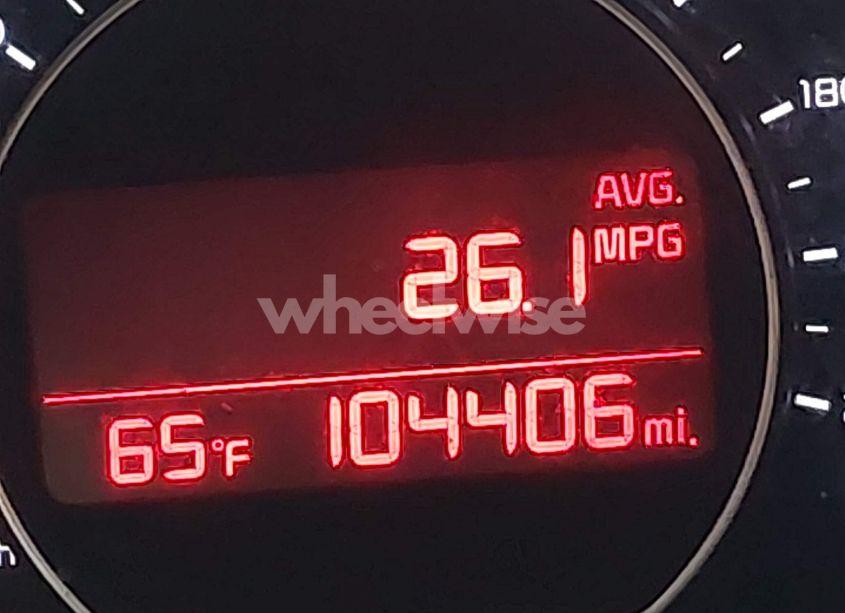 180
AVG.
26.1 MPG
wheelwise
65°F 104406 mi.